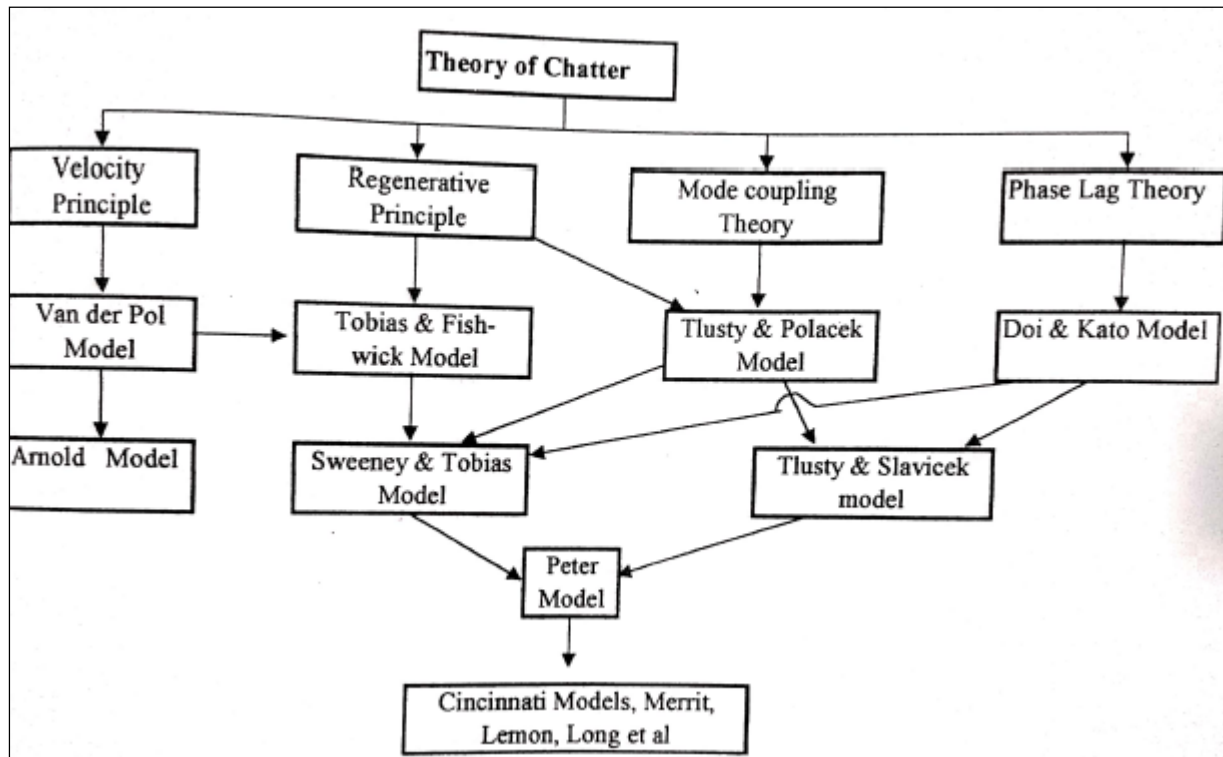 Theory of Chatter
Velocity
Principle
Regenerative
Principle
Mode coupling
Theory
Phase Lag Theory
Van der Pol
Model
Tobias & Fish-
wick Model
Tlusty & Polacek
Model
Doi & Kato Model
Arnold Model
Sweeney & Tobias
Model
Tlusty & Slavicek
model
Peter
Model
Cincinnati Models, Merrit,
Lemon, Long et al